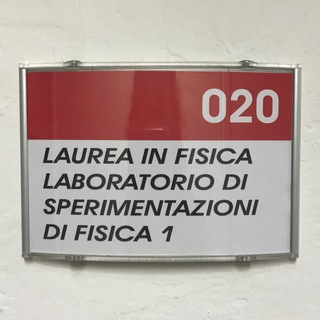 020
LAUREA IN FISICA
LABORATORIO DI
SPERIMENTAZIONI
DI FISICA 1